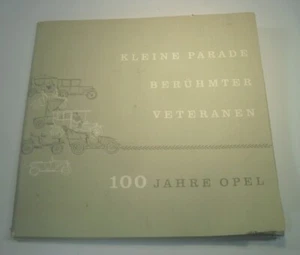 KLEINE PARADE
BERÜHMTER
VETERANEN
100 JAHRE OPEL